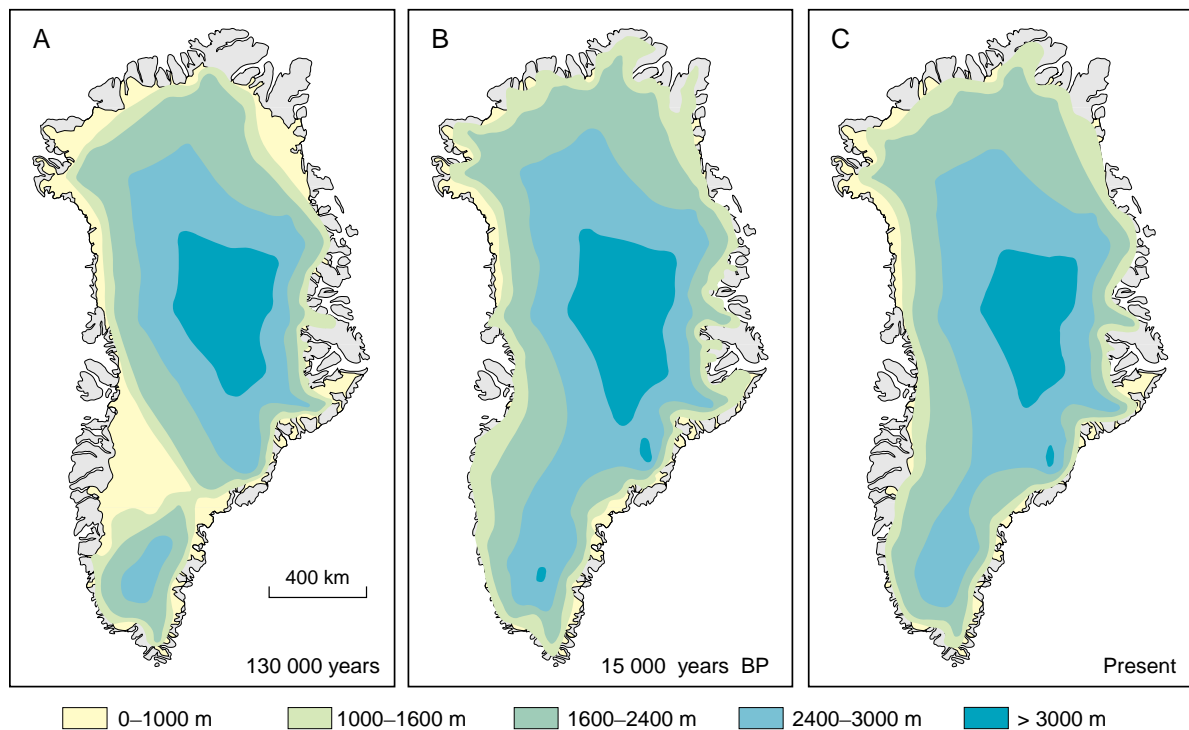 A
B
C
400 km
130 000 years
15 000 years BP
Present
0–1000 m
1000–1600 m
1600–2400 m
2400–3000 m
> 3000 m